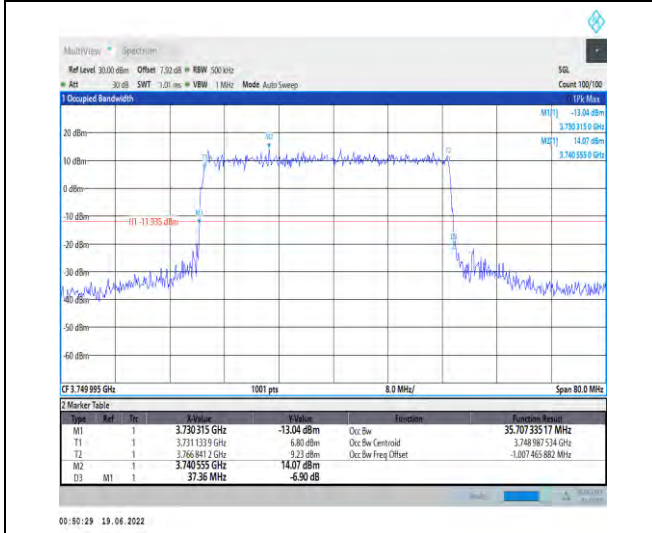 MultiView Spectrum
Ref Level 30.00 dBm Offset 7.92 dB RBW 500 kHz SGL
Att 30 dB SWT 1.01 ms VBW 1 MHz Mode Auto Sweep Count 100/100
1 Occupied Bandwidth 1Pk Max
M1[1] -13.04 dBm
3.730 315 0 GHz
M2[1] 14.07 dBm
3.740 555 0 GHz
20 dBm
M2
T1 T2
10 dBm
0 dBm
-10 dBm
M1
H1 -11.935 dBm
D3
-20 dBm
-30 dBm
-40 dBm
-50 dBm
-60 dBm
CF 3.749 995 GHz 1001 pts 8.0 MHz/ Span 80.0 MHz
2 Marker Table
Type Ref Trc X-Value Y-Value Function Function Result
M1 1 3.730 315 GHz -13.04 dBm Occ Bw 35.707 335 17 MHz
T1 1 3.731 133 9 GHz 6.80 dBm Occ Bw Centroid 3.748 987 534 GHz
T2 1 3.766 841 2 GHz 9.23 dBm Occ Bw Freq Offset -1.007 465 882 MHz
M2 1 3.740 555 GHz 14.07 dBm
D3 M1 1 37.36 MHz -6.90 dB
00:50:29 19.06.2022